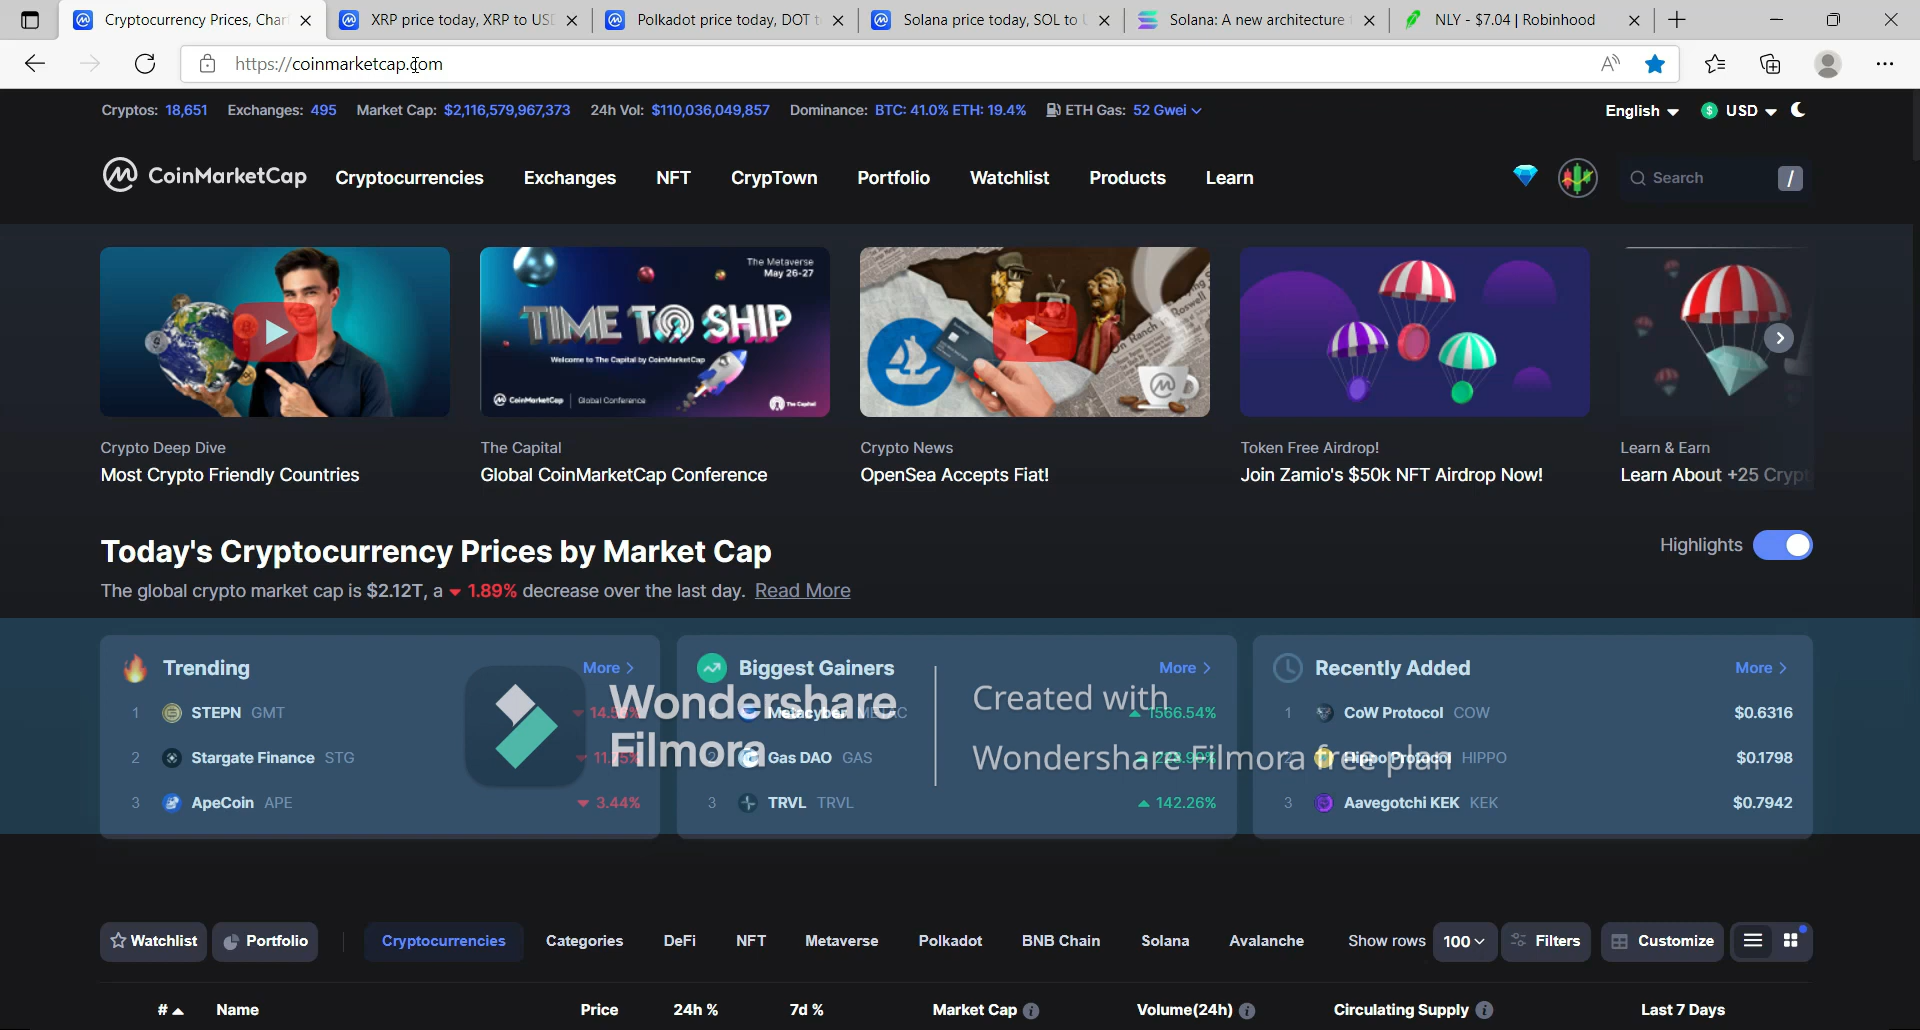 Cryptocurrency Prices, Char
XRP price today, XRP to US
Polkadot price today, DOT t
Solana price today, SOL to
Solana: A new architecture
NLY - $7.04 | Robinhood
https://coinmarketcap.com
Cryptos: 18,651 Exchanges: 495 Market Cap: $2,116,579,967,373 24h Vol: $110,036,049,857 Dominance: BTC: 41.0% ETH: 19.4% ETH Gas: 52 Gwei
English USD
CoinMarketCap Cryptocurrencies Exchanges NFT CrypTown Portfolio Watchlist Products Learn Search /
The Metaverse
May 26-27
TIME TO SHIP
Welcome to The Capital by CoinMarketCap
CoinMarketCap | Global Conference The Capital
On Ranch
Roswell
Crypto Deep Dive
Most Crypto Friendly Countries
The Capital
Global CoinMarketCap Conference
Crypto News
OpenSea Accepts Fiat!
Token Free Airdrop!
Join Zamio's $50k NFT Airdrop Now!
Learn & Earn
Learn About +25 Crypt
Today's Cryptocurrency Prices by Market Cap
Highlights
The global crypto market cap is $2.12T, a 1.89% decrease over the last day. Read More
Trending More >
1 STEPN GMT
2 Stargate Finance STG
3 ApeCoin APE 3.44%
Biggest Gainers More >
Metacyber METAC 1566.54%
Gas DAO GAS
3 TRVL TRVL 142.26%
Recently Added More >
1 CoW Protocol COW $0.6316
Hippo Protocol HIPPO $0.1798
3 Aavegotchi KEK KEK $0.7942
Wondershare
Filmora
Created with
Wondershare Filmora free plan
Watchlist Portfolio Cryptocurrencies Categories DeFi NFT Metaverse Polkadot BNB Chain Solana Avalanche Show rows 100 Filters Customize
# Name Price 24h % 7d % Market Cap Volume(24h) Circulating Supply Last 7 Days